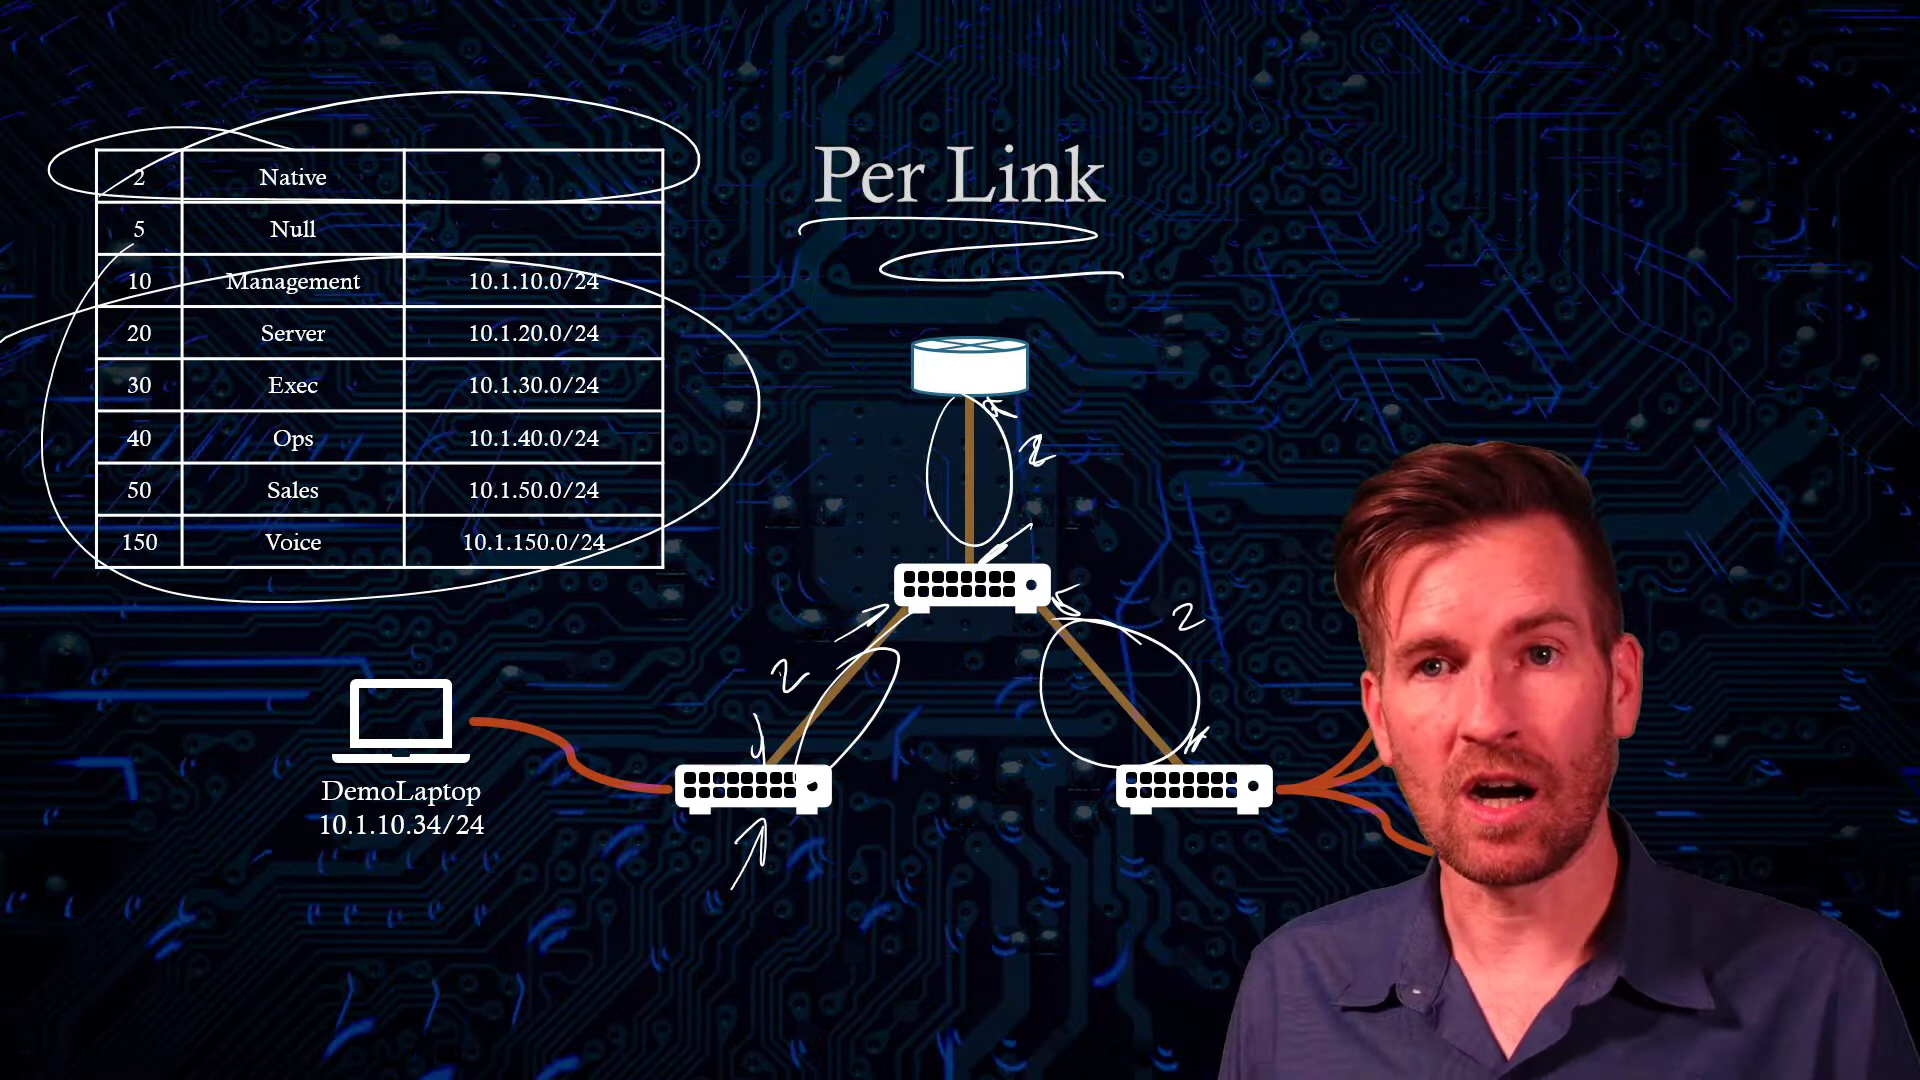 Per Link
2 Native
5 Null
10 Management 10.1.10.0/24
20 Server 10.1.20.0/24
30 Exec 10.1.30.0/24
40 Ops 10.1.40.0/24
50 Sales 10.1.50.0/24
150 Voice 10.1.150.0/24
2
2
2
DemoLaptop
10.1.10.34/24